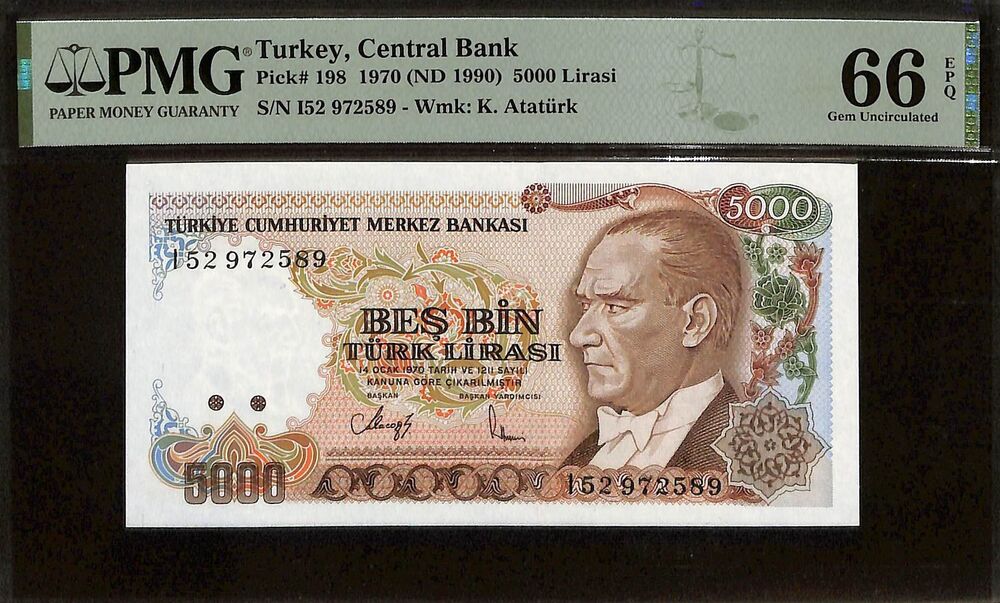 PMG®
PAPER MONEY GUARANTY
Turkey, Central Bank
Pick# 198 1970 (ND 1990) 5000 Lirasi
S/N I52 972589 - Wmk: K. Atatürk
66 EPQ
Gem Uncirculated
5000
TÜRKİYE CUMHURİYET MERKEZ BANKASI
I52 972589
BEŞ BİN
TÜRK LİRASI
14 OCAK 1970 TARİH VE 1211 SAYILI
KANUNA GÖRE ÇIKARILMIŞTIR
BAŞKAN BAŞKAN YARDIMCISI
5000
I52 972589